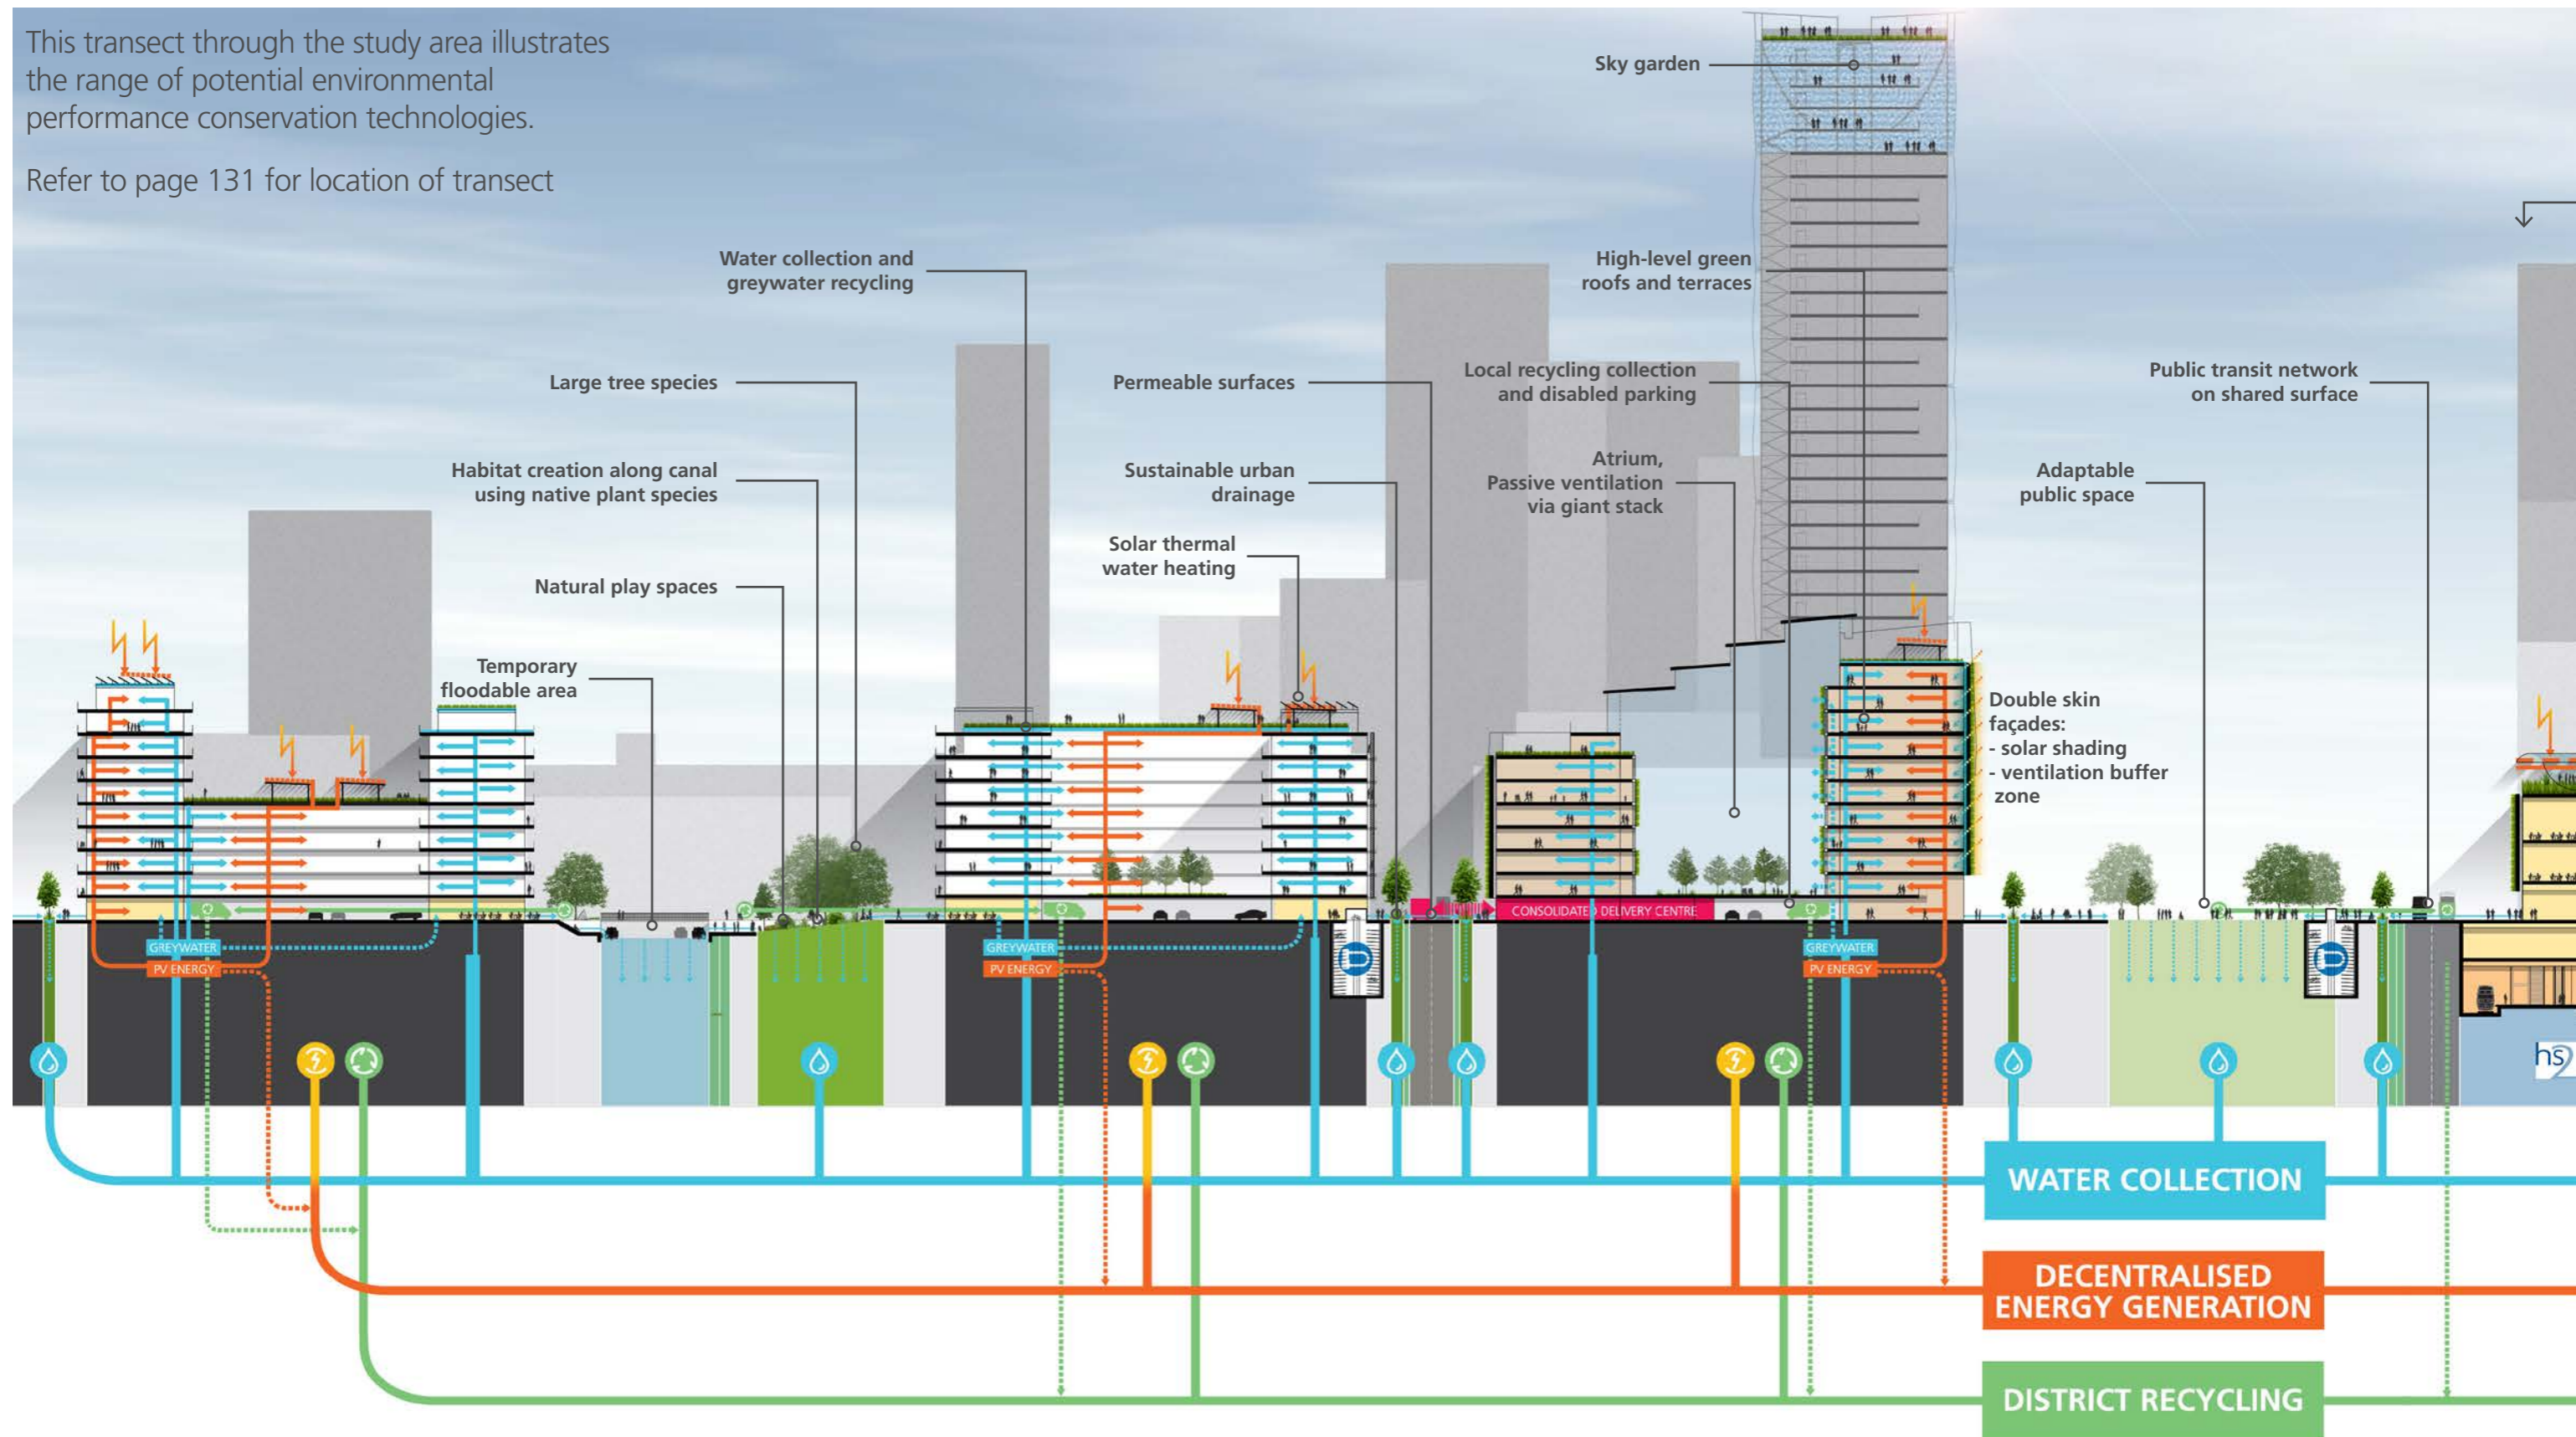 This transect through the study area illustrates
the range of potential environmental
performance conservation technologies.
Refer to page 131 for location of transect
Sky garden
Water collection and
greywater recycling
High-level green
roofs and terraces
Large tree species
Permeable surfaces
Local recycling collection
and disabled parking
Public transit network
on shared surface
Habitat creation along canal
using native plant species
Sustainable urban
drainage
Atrium,
Passive ventilation
via giant stack
Adaptable
public space
Solar thermal
water heating
Natural play spaces
Temporary
floodable area
Double skin
façades:
- solar shading
- ventilation buffer
zone
CONSOLIDATED DELIVERY CENTRE
GREYWATER
PV ENERGY
GREYWATER
PV ENERGY
GREYWATER
PV ENERGY
hs2
WATER COLLECTION
DECENTRALISED
ENERGY GENERATION
DISTRICT RECYCLING